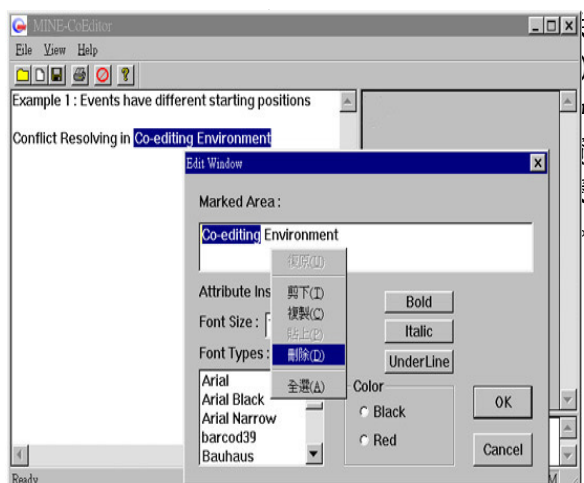 MINE-CoEditor
File View Help
Example 1 : Events have different starting positions
Conflict Resolving in Co-editing Environment
Edit Window
Marked Area :
Co-editing Environment
復原(U)
剪下(T)
複製(C)
貼上(P)
刪除(D)
全選(A)
Attribute Ins
Font Size :
Font Types :
Arial
Arial Black
Arial Narrow
barcod39
Bauhaus
Bold
Italic
UnderLine
Color
Black
Red
OK
Cancel
Ready